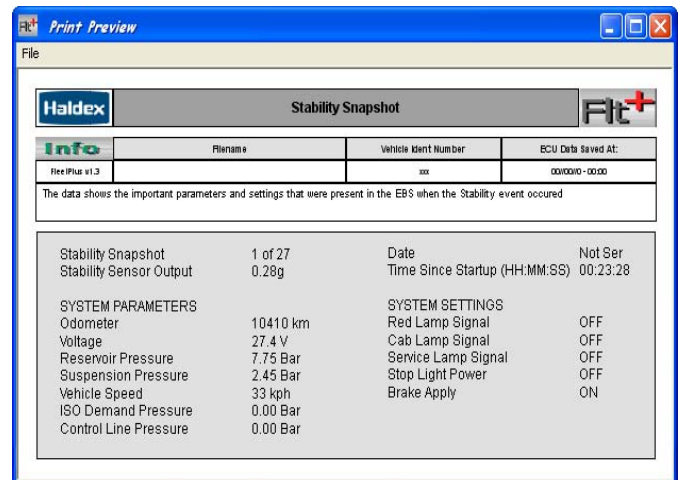 Flt+ Print Preview
File
Haldex Stability Snapshot Flt+
Info Filename Vehicle Ident Number ECU Data Saved At:
FleetPlus v1.3 xxx 00/00/0 - 00:00
The data shows the important parameters and settings that were present in the EBS when the Stability event occured
Stability Snapshot 1 of 27 Date Not Ser
Stability Sensor Output 0.28g Time Since Startup (HH:MM:SS) 00:23:28
SYSTEM PARAMETERS SYSTEM SETTINGS
Odometer 10410 km Red Lamp Signal OFF
Voltage 27.4 V Cab Lamp Signal OFF
Reservoir Pressure 7.75 Bar Service Lamp Signal OFF
Suspension Pressure 2.45 Bar Stop Light Power OFF
Vehicle Speed 33 kph Brake Apply ON
ISO Demand Pressure 0.00 Bar
Control Line Pressure 0.00 Bar